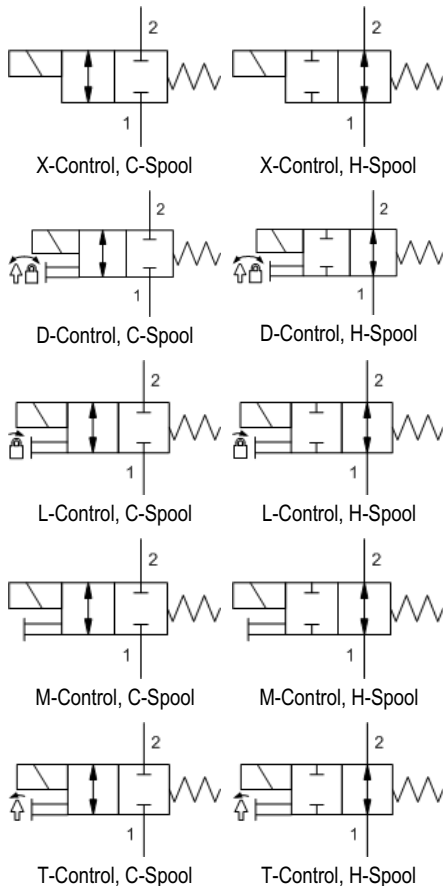 2 2
1 1
X-Control, C-Spool X-Control, H-Spool
2 2
1 1
D-Control, C-Spool D-Control, H-Spool
2 2
1 1
L-Control, C-Spool L-Control, H-Spool
2 2
1 1
M-Control, C-Spool M-Control, H-Spool
2 2
1 1
T-Control, C-Spool T-Control, H-Spool